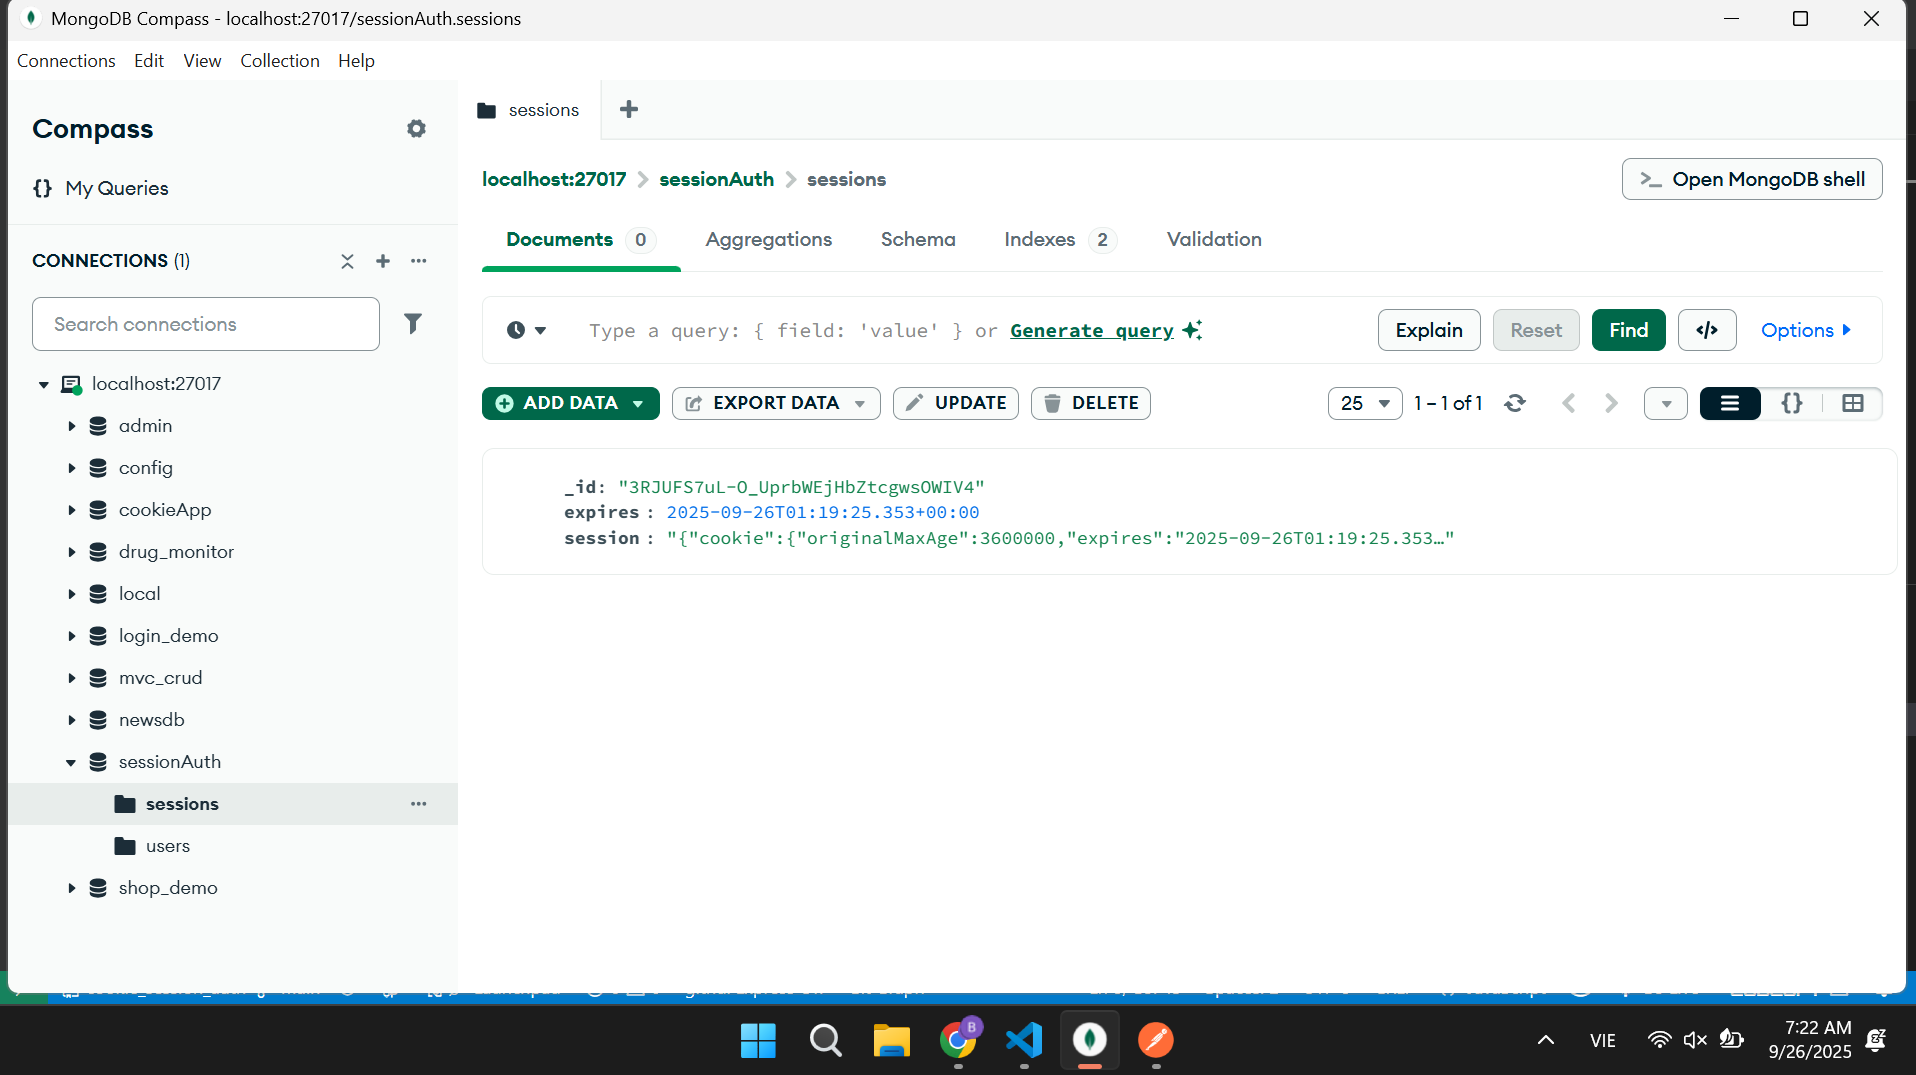 MongoDB Compass - localhost:27017/sessionAuth.sessions
Connections Edit View Collection Help
Compass
My Queries
CONNECTIONS (1)
Search connections
localhost:27017
admin
config
cookieApp
drug_monitor
local
login_demo
mvc_crud
newsdb
sessionAuth
sessions
users
shop_demo
sessions
localhost:27017 sessionAuth sessions
>_ Open MongoDB shell
Documents 0 Aggregations Schema Indexes 2 Validation
Type a query: { field: 'value' } or Generate query
Explain Reset Find </> Options
ADD DATA EXPORT DATA UPDATE DELETE
25 1 – 1 of 1
_id: "3RJUFS7uL-O_UprbWEjHbZtcgwsOWIV4"
expires : 2025-09-26T01:19:25.353+00:00
session : "{"cookie":{"originalMaxAge":3600000,"expires":"2025-09-26T01:19:25.353…"
B
VIE
7:22 AM
9/26/2025